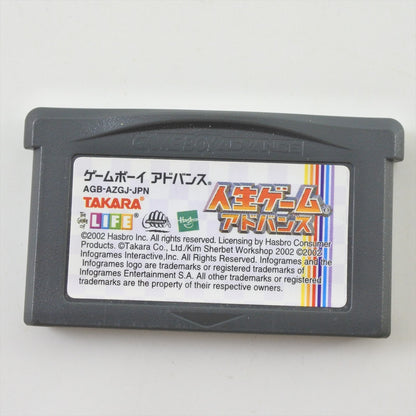 GAME BOY ADVANCE
ゲームボーイ アドバンス®
AGB-AZGJ-JPN
TAKARA®
人生ゲーム®
アドバンス
The Game of
LIFE®
Hasbro
©2002 Hasbro Inc. All rights reserved. Licensing by Hasbro Consumer
Products. ©Takara Co., Ltd./Kim Sherbet Workshop 2002 ©2002
Infogrames Interactive,Inc. All rights reserved. Infogrames and the
Infogrames logo are trademarks or registered trademarks of
Infogrames Entertainment S.A. All other trademarks or registered
trademarks are the property of their respective owners.